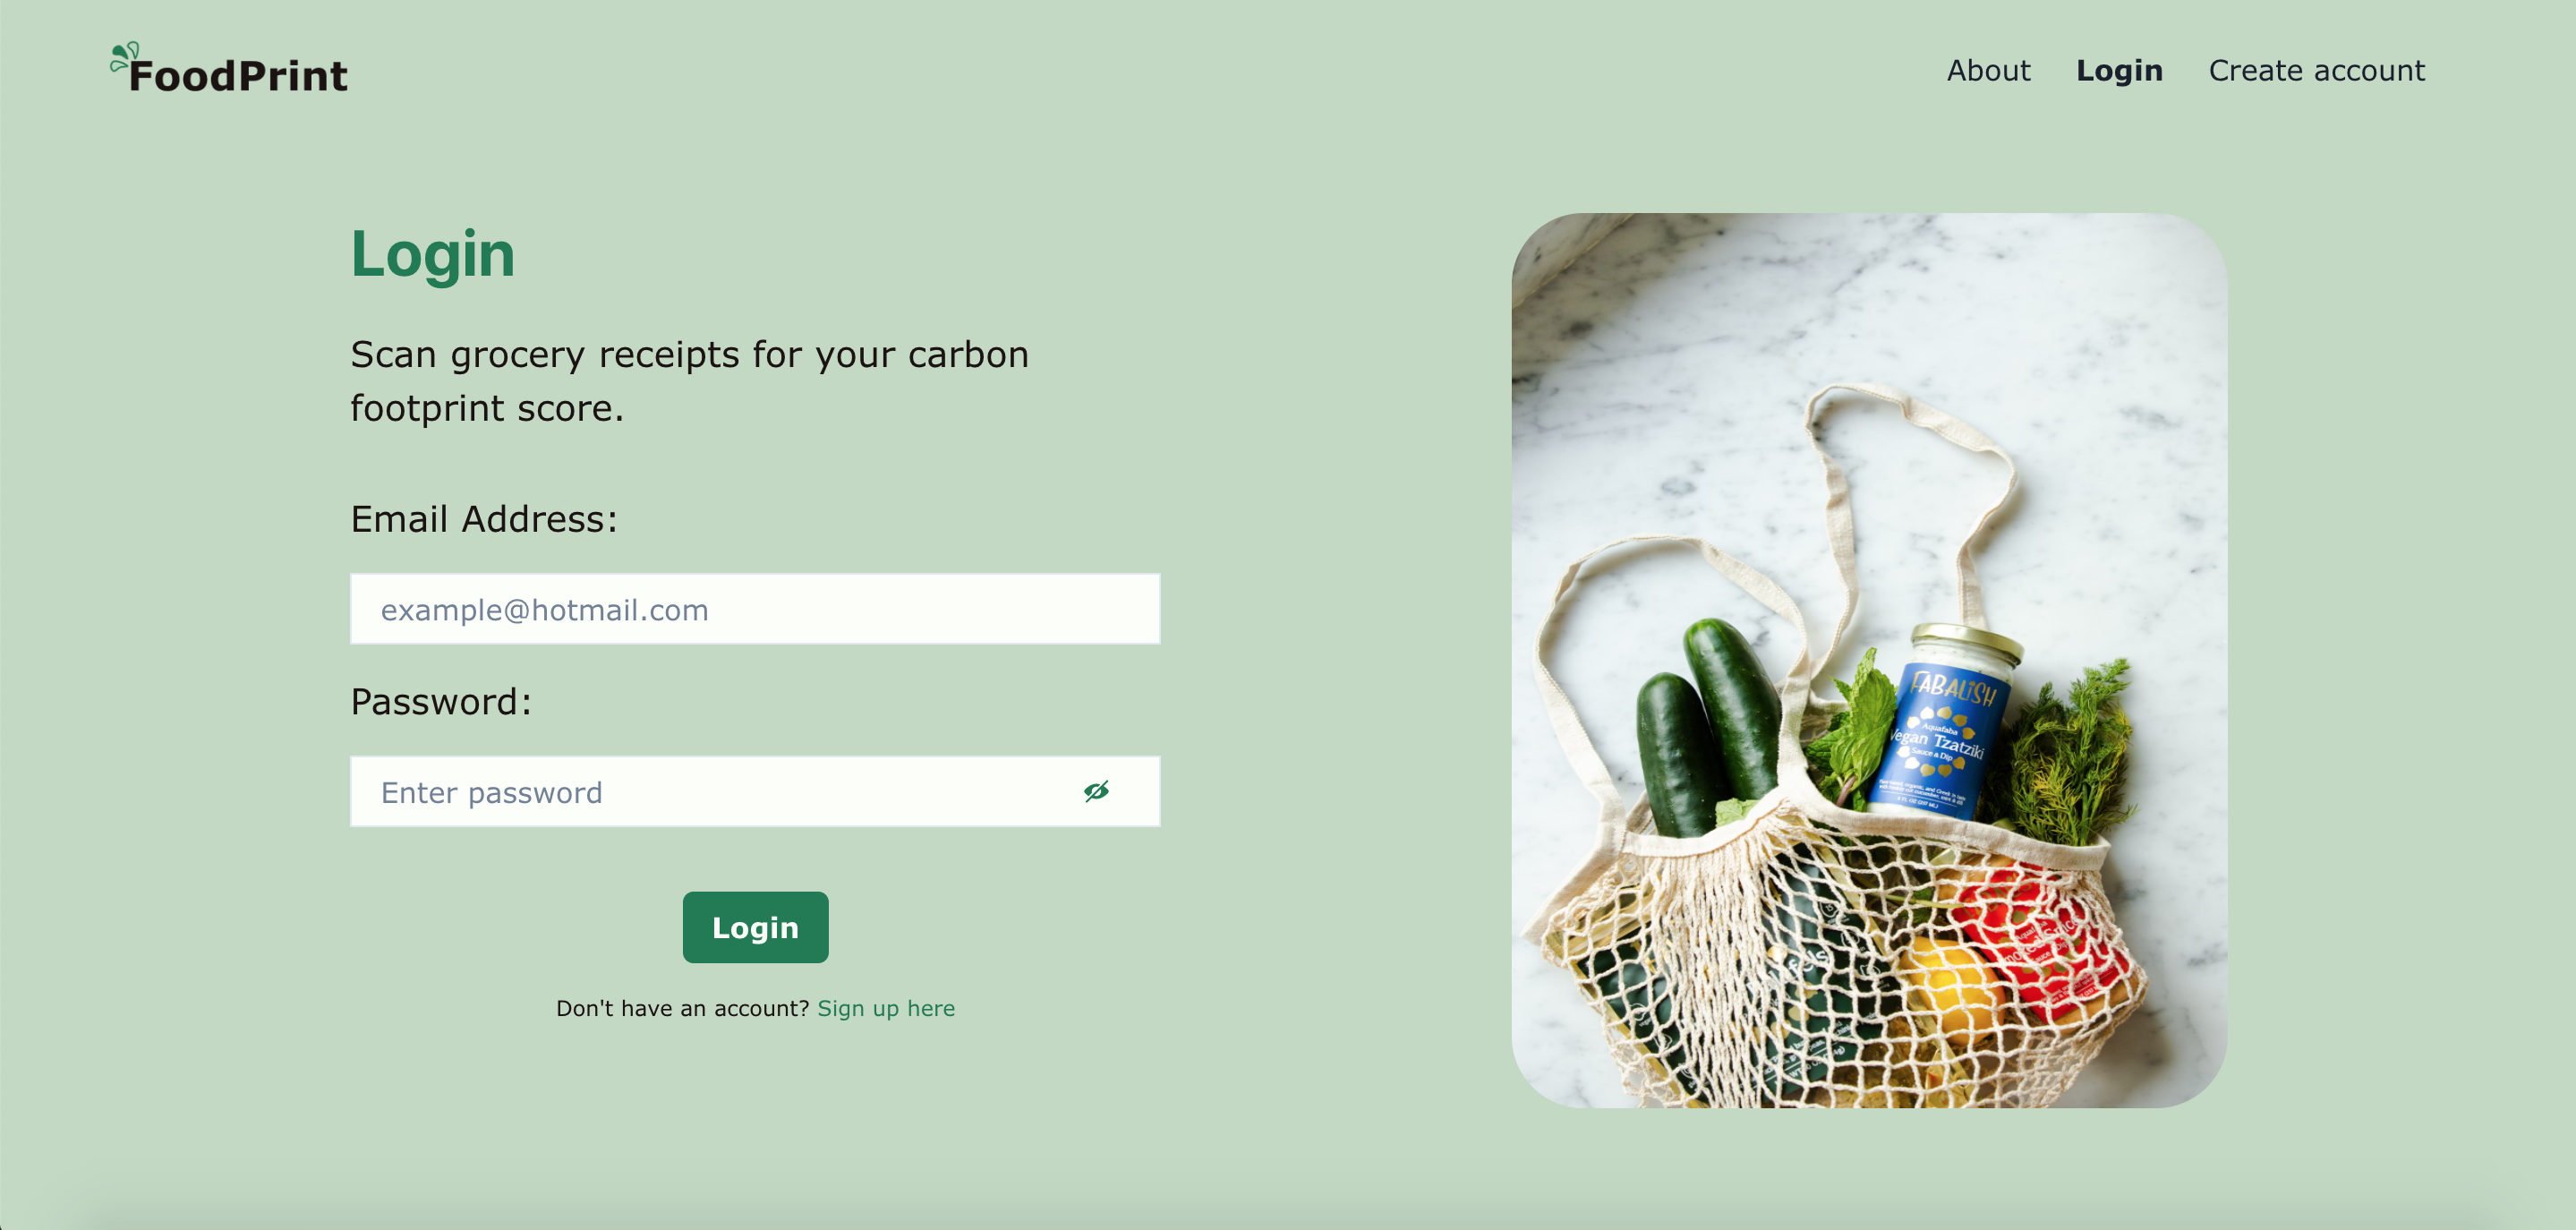 FoodPrint
About Login Create account
Login
Scan grocery receipts for your carbon
footprint score.
Email Address:
example@hotmail.com
Password:
Enter password
Login
Don't have an account? Sign up here
FABALISH
Aquafaba
Vegan Tzatziki
Sauce & Dip